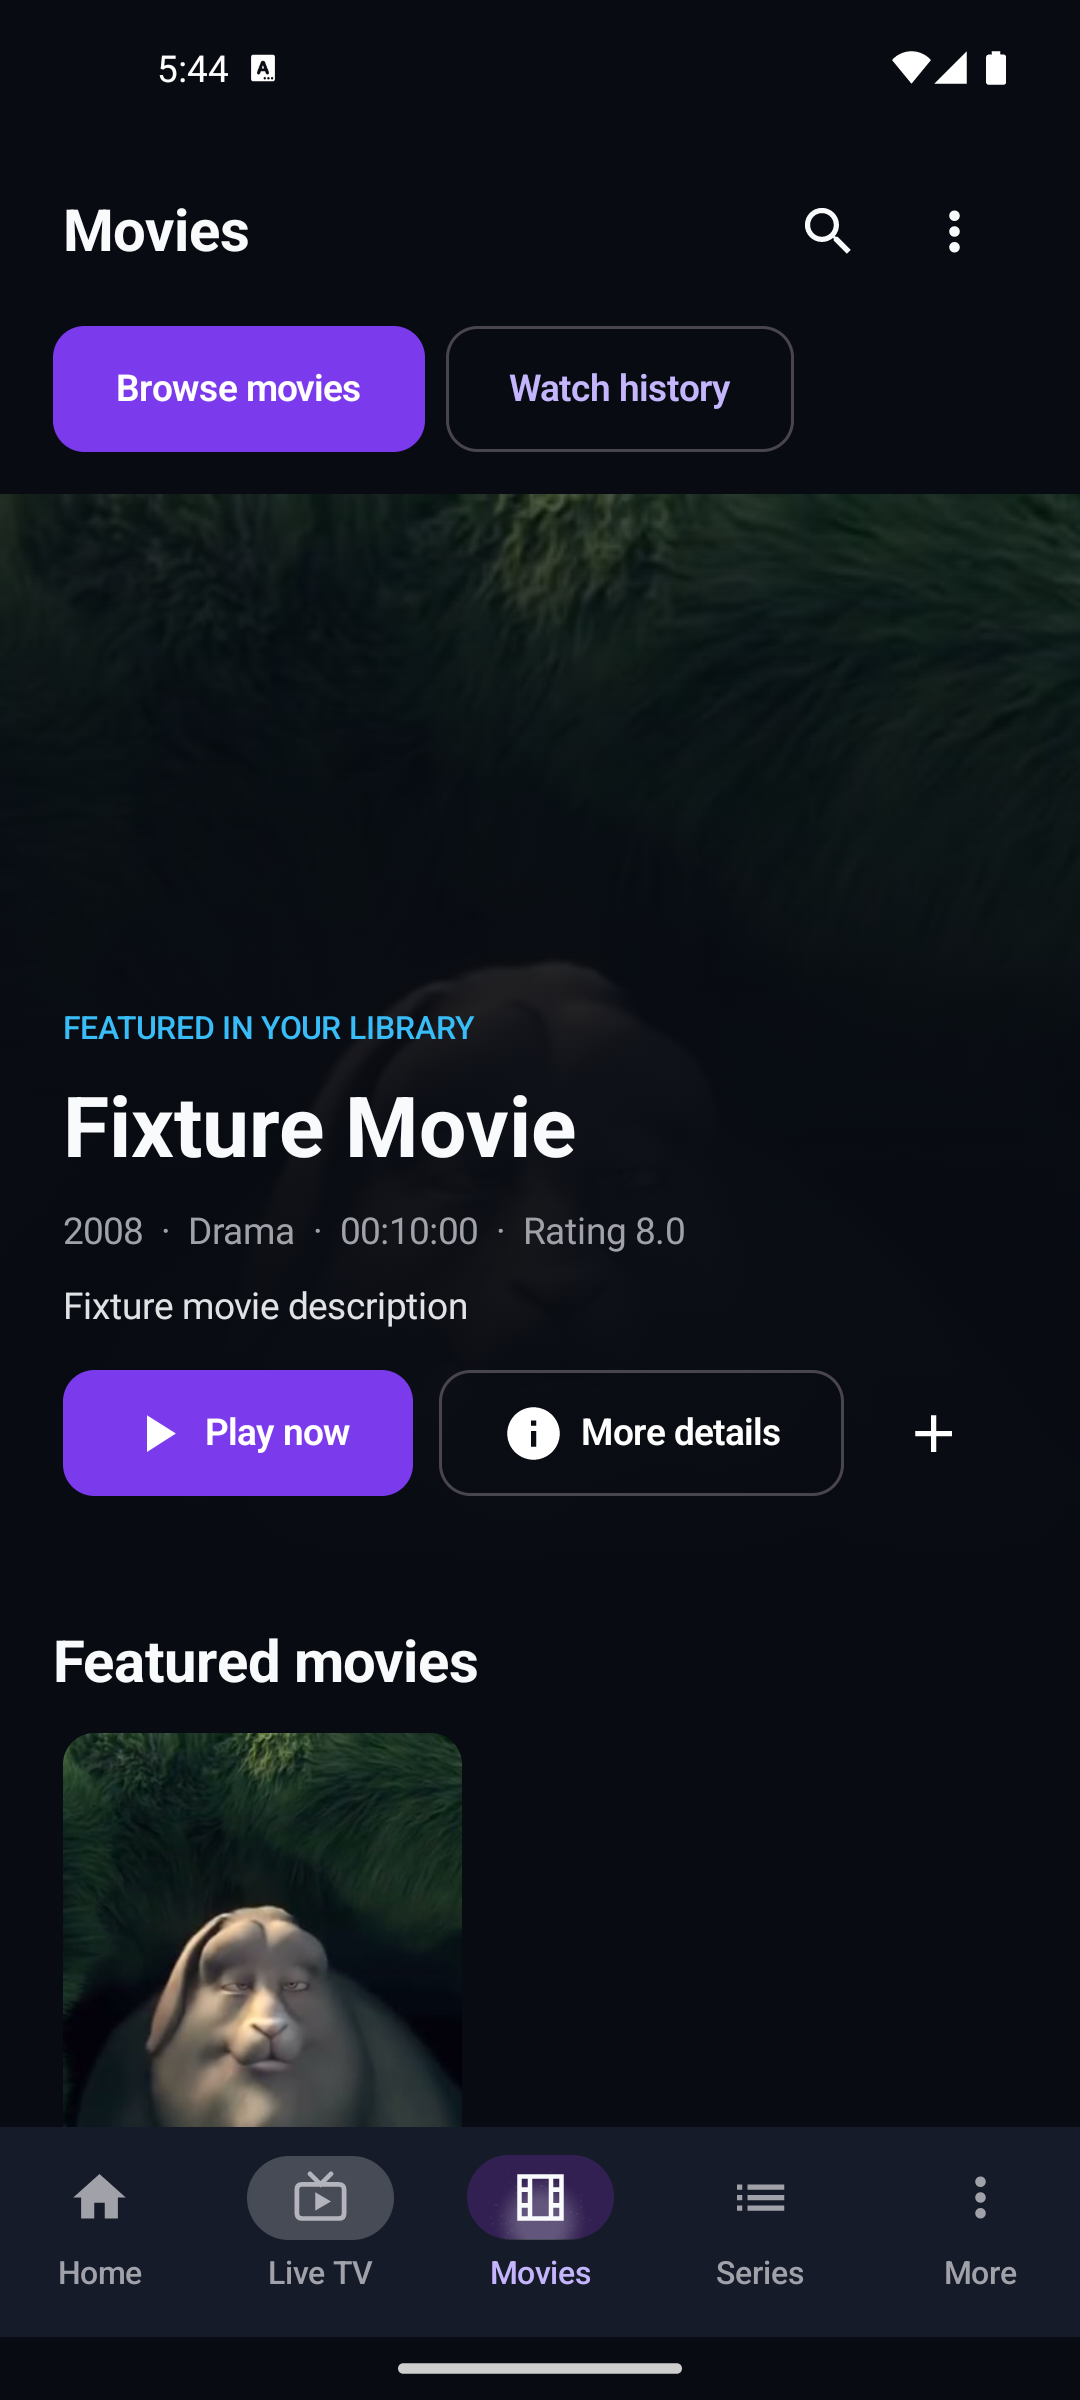 5:44
Movies
Browse movies
Watch history
FEATURED IN YOUR LIBRARY
Fixture Movie
2008 · Drama · 00:10:00 · Rating 8.0
Fixture movie description
Play now
More details
Featured movies
Home
Live TV
Movies
Series
More